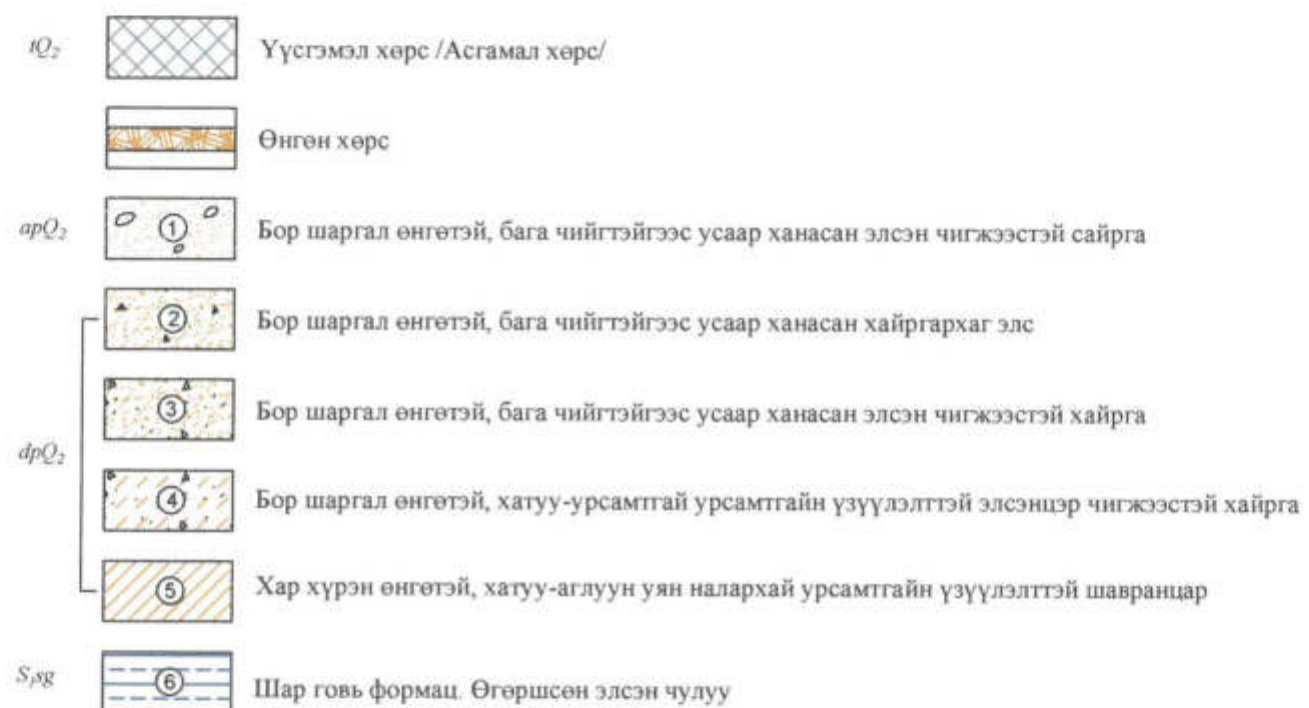 tQ₂ Үүсгэмэл хөрс /Асгамал хөрс/
Өнгөн хөрс
apQ₂ ① Бор шаргал өнгөтэй, бага чийгтэйгээс усаар ханасан элсэн чигжээстэй сайрга
② Бор шаргал өнгөтэй, бага чийгтэйгээс усаар ханасан хайргархаг элс
③ Бор шаргал өнгөтэй, бага чийгтэйгээс усаар ханасан элсэн чигжээстэй хайрга
dpQ₂
④ Бор шаргал өнгөтэй, хатуу-урсамтгай урсамтгайн үзүүлэлттэй элсэнцэр чигжээстэй хайрга
⑤ Хар хүрэн өнгөтэй, хатуу-аглуун уян налархай урсамтгайн үзүүлэлттэй шавранцар
S₁sg ⑥ Шар говь формац. Өгөршсөн элсэн чулуу